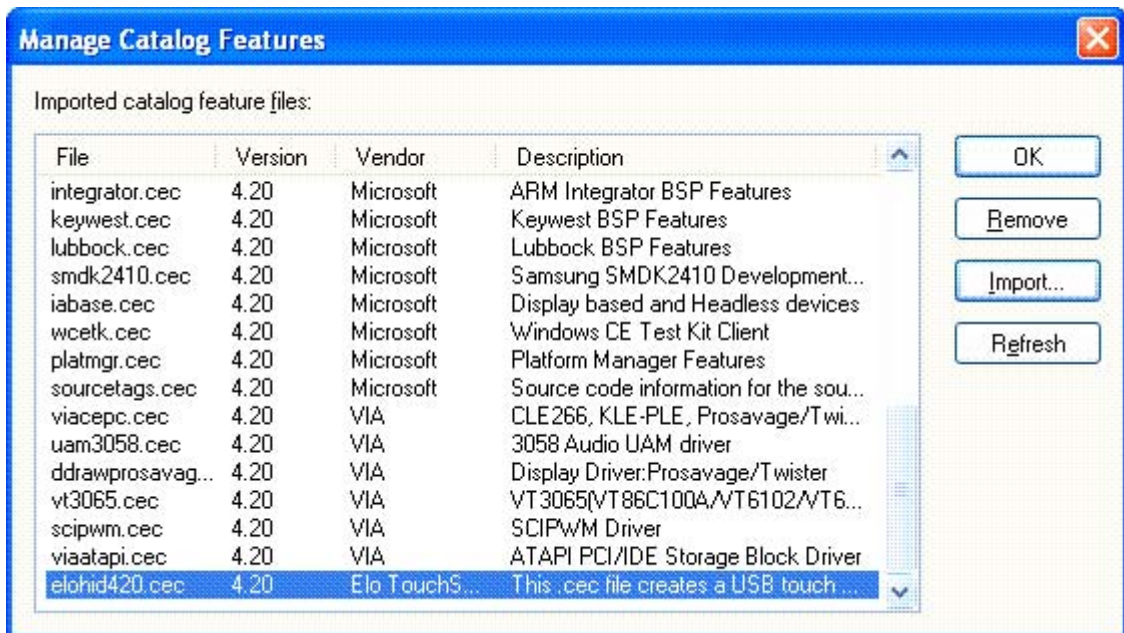 Manage Catalog Features
Imported catalog feature files:
File Version Vendor Description
integrator.cec 4.20 Microsoft ARM Integrator BSP Features
keywest.cec 4.20 Microsoft Keywest BSP Features
lubbock.cec 4.20 Microsoft Lubbock BSP Features
smdk2410.cec 4.20 Microsoft Samsung SMDK2410 Development...
iabase.cec 4.20 Microsoft Display based and Headless devices
wcetk.cec 4.20 Microsoft Windows CE Test Kit Client
platmgr.cec 4.20 Microsoft Platform Manager Features
sourcetags.cec 4.20 Microsoft Source code information for the sou...
viacepc.cec 4.20 VIA CLE266, KLE-PLE, Prosavage/Twi...
uam3058.cec 4.20 VIA 3058 Audio UAM driver
ddrawprosavag... 4.20 VIA Display Driver:Prosavage/Twister
vt3065.cec 4.20 VIA VT3065(VT86C100A/VT6102/VT6...
scipwm.cec 4.20 VIA SCIPWM Driver
viaatapi.cec 4.20 VIA ATAPI PCI/IDE Storage Block Driver
elohid420.cec 4.20 Elo TouchS... This .cec file creates a USB touch ...
OK
Remove
Import...
Refresh